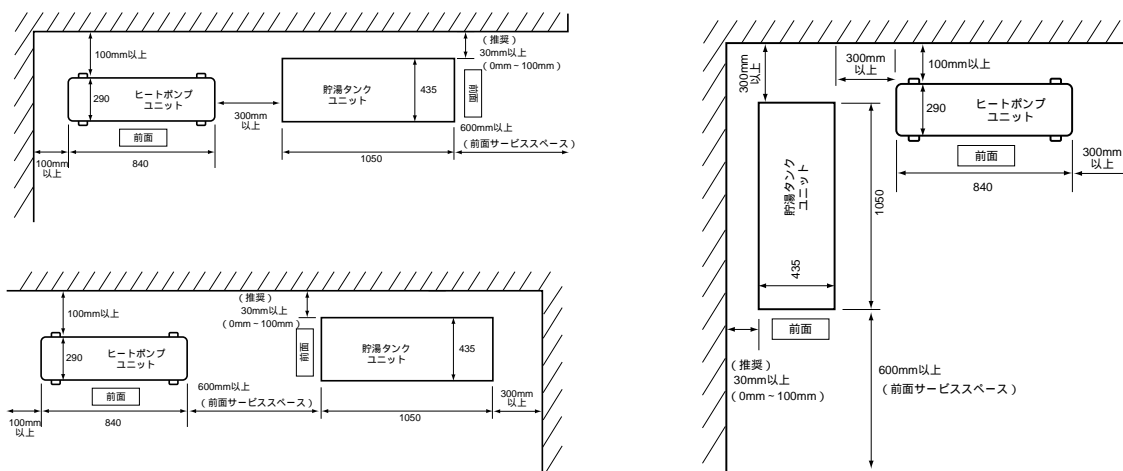 100mm以上
290
ヒートポンプ
ユニット
前面
100mm
以上
840
300mm
以上
貯湯タンク
ユニット
435
1050
（推奨）
30mm以上
（0mm～100mm）
前面
600mm以上
（前面サービススペース）
100mm以上
290
ヒートポンプ
ユニット
前面
100mm
以上
840
（推奨）
30mm以上
（0mm～100mm）
前面
600mm以上
（前面サービススペース）
貯湯タンク
ユニット
435
1050
300mm
以上
300mm
以上
300mm
以上
100mm以上
290
ヒートポンプ
ユニット
前面
840
300mm
以上
貯湯タンク
ユニット
1050
435
前面
（推奨）
30mm以上
（0mm～100mm）
600mm以上
（前面サービススペース）